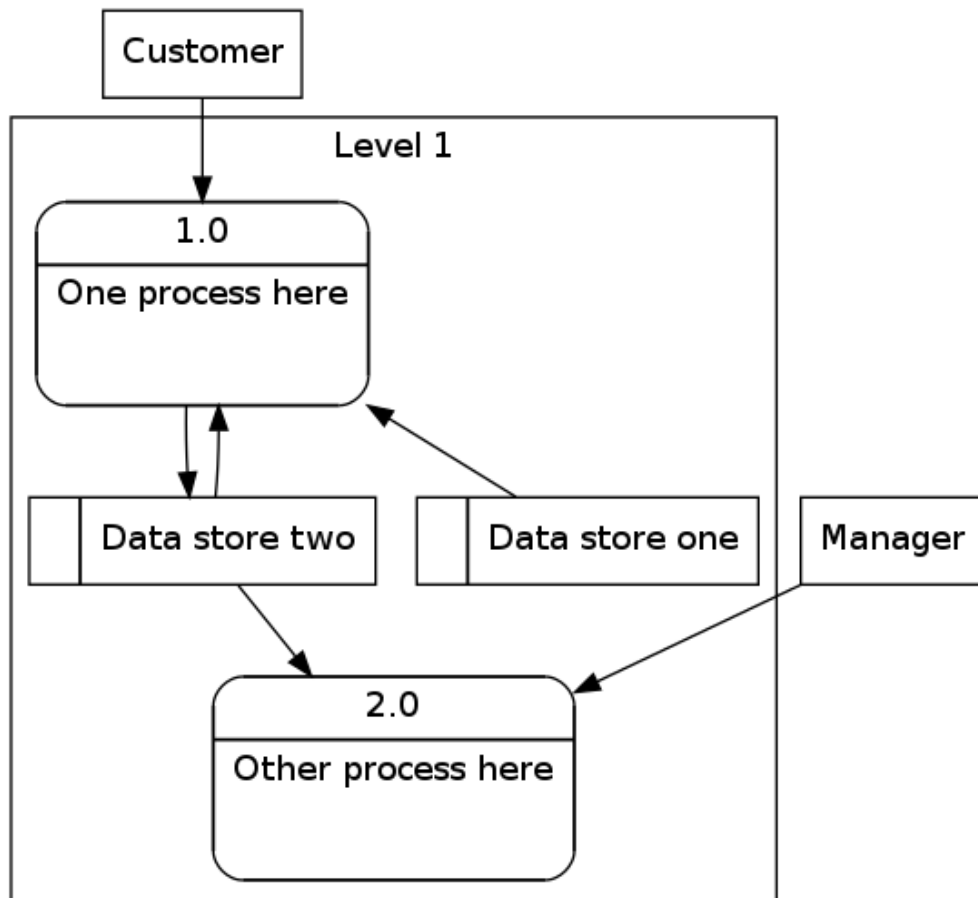 Customer
Level 1
1.0
One process here
Data store two
Data store one
Manager
2.0
Other process here